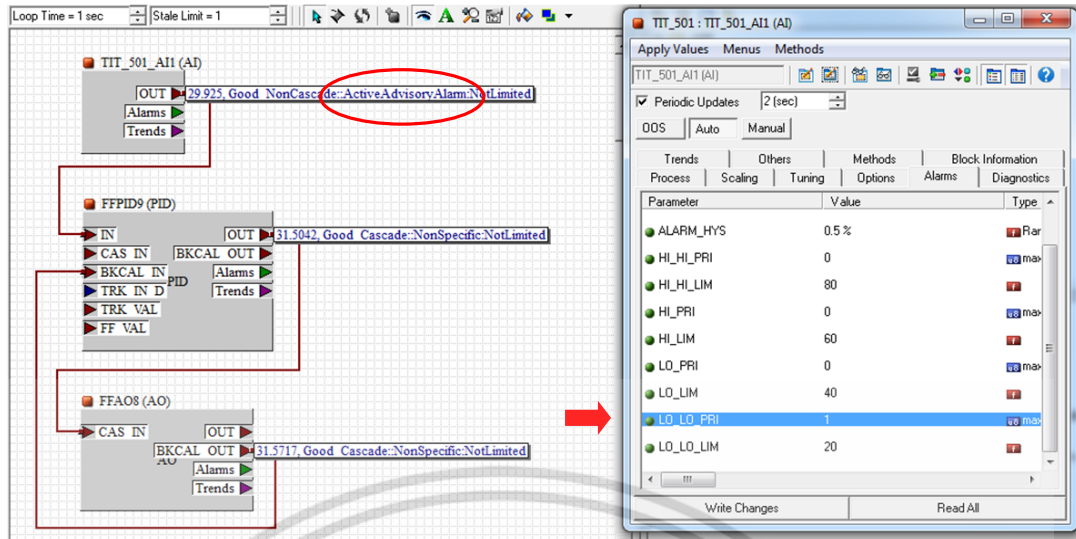 Loop Time = 1 sec
Stale Limit = 1
TIT_501_AI1 (AI)
OUT
29.925, Good_NonCascade::ActiveAdvisoryAlarm:NotLimited
Alarms
Trends
FFPID9 (PID)
IN
OUT
31.5042, Good_Cascade::NonSpecific:NotLimited
CAS_IN
BKCAL_OUT
BKCAL_IN
Alarms
PID
TRK_IN_D
Trends
TRK_VAL
FF_VAL
FFAO8 (AO)
CAS_IN
OUT
BKCAL_OUT
31.5717, Good_Cascade::NonSpecific:NotLimited
AO
Alarms
Trends
TIT_501 : TIT_501_AI1 (AI)
Apply Values Menus Methods
TIT_501_AI1 (AI)
Periodic Updates 2 (sec)
OOS Auto Manual
Trends Others Methods Block Information
Process Scaling Tuning Options Alarms Diagnostics
Parameter Value Type
ALARM_HYS 0.5 % Rar
HI_HI_PRI 0 max
HI_HI_LIM 80
HI_PRI 0 max
HI_LIM 60
LO_PRI 0 max
LO_LIM 40
LO_LO_PRI 1 max
LO_LO_LIM 20
Write Changes Read All